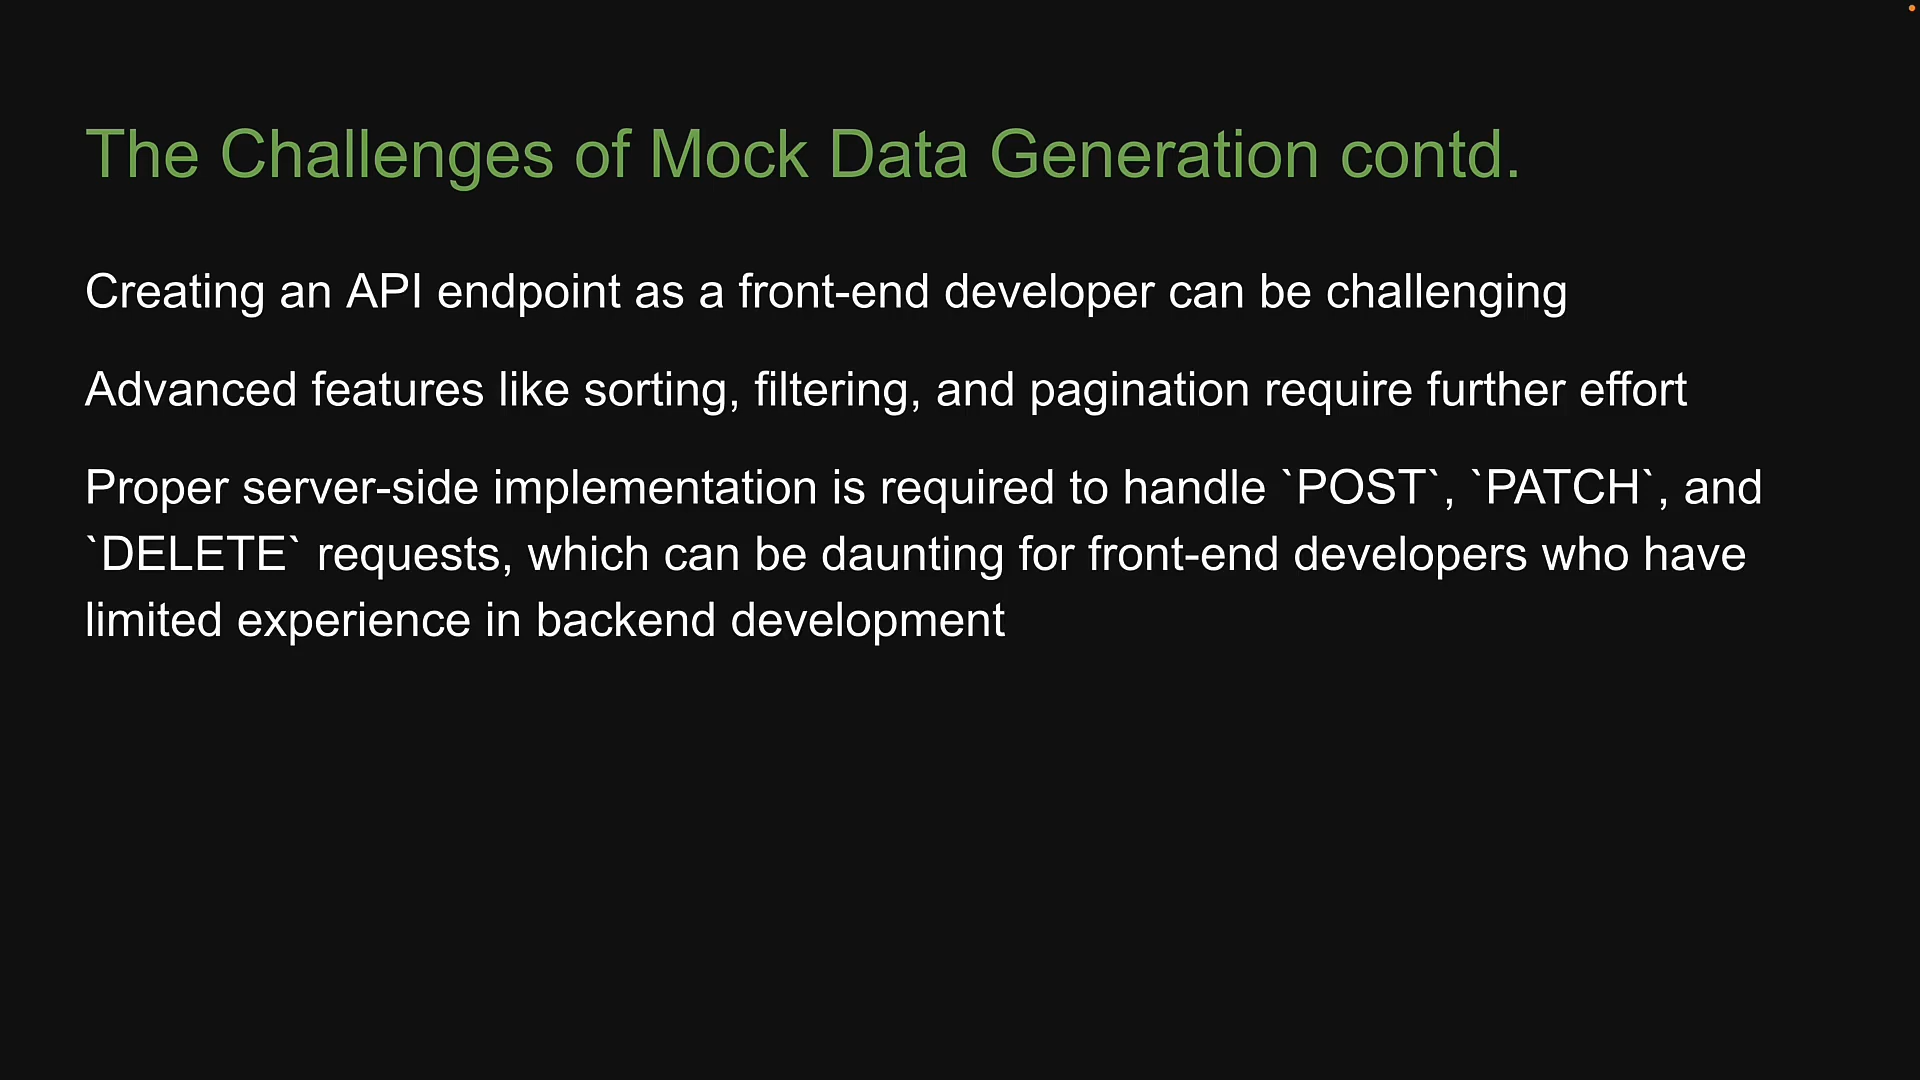 The Challenges of Mock Data Generation contd.
Creating an API endpoint as a front-end developer can be challenging
Advanced features like sorting, filtering, and pagination require further effort
Proper server-side implementation is required to handle `POST`, `PATCH`, and
`DELETE` requests, which can be daunting for front-end developers who have
limited experience in backend development